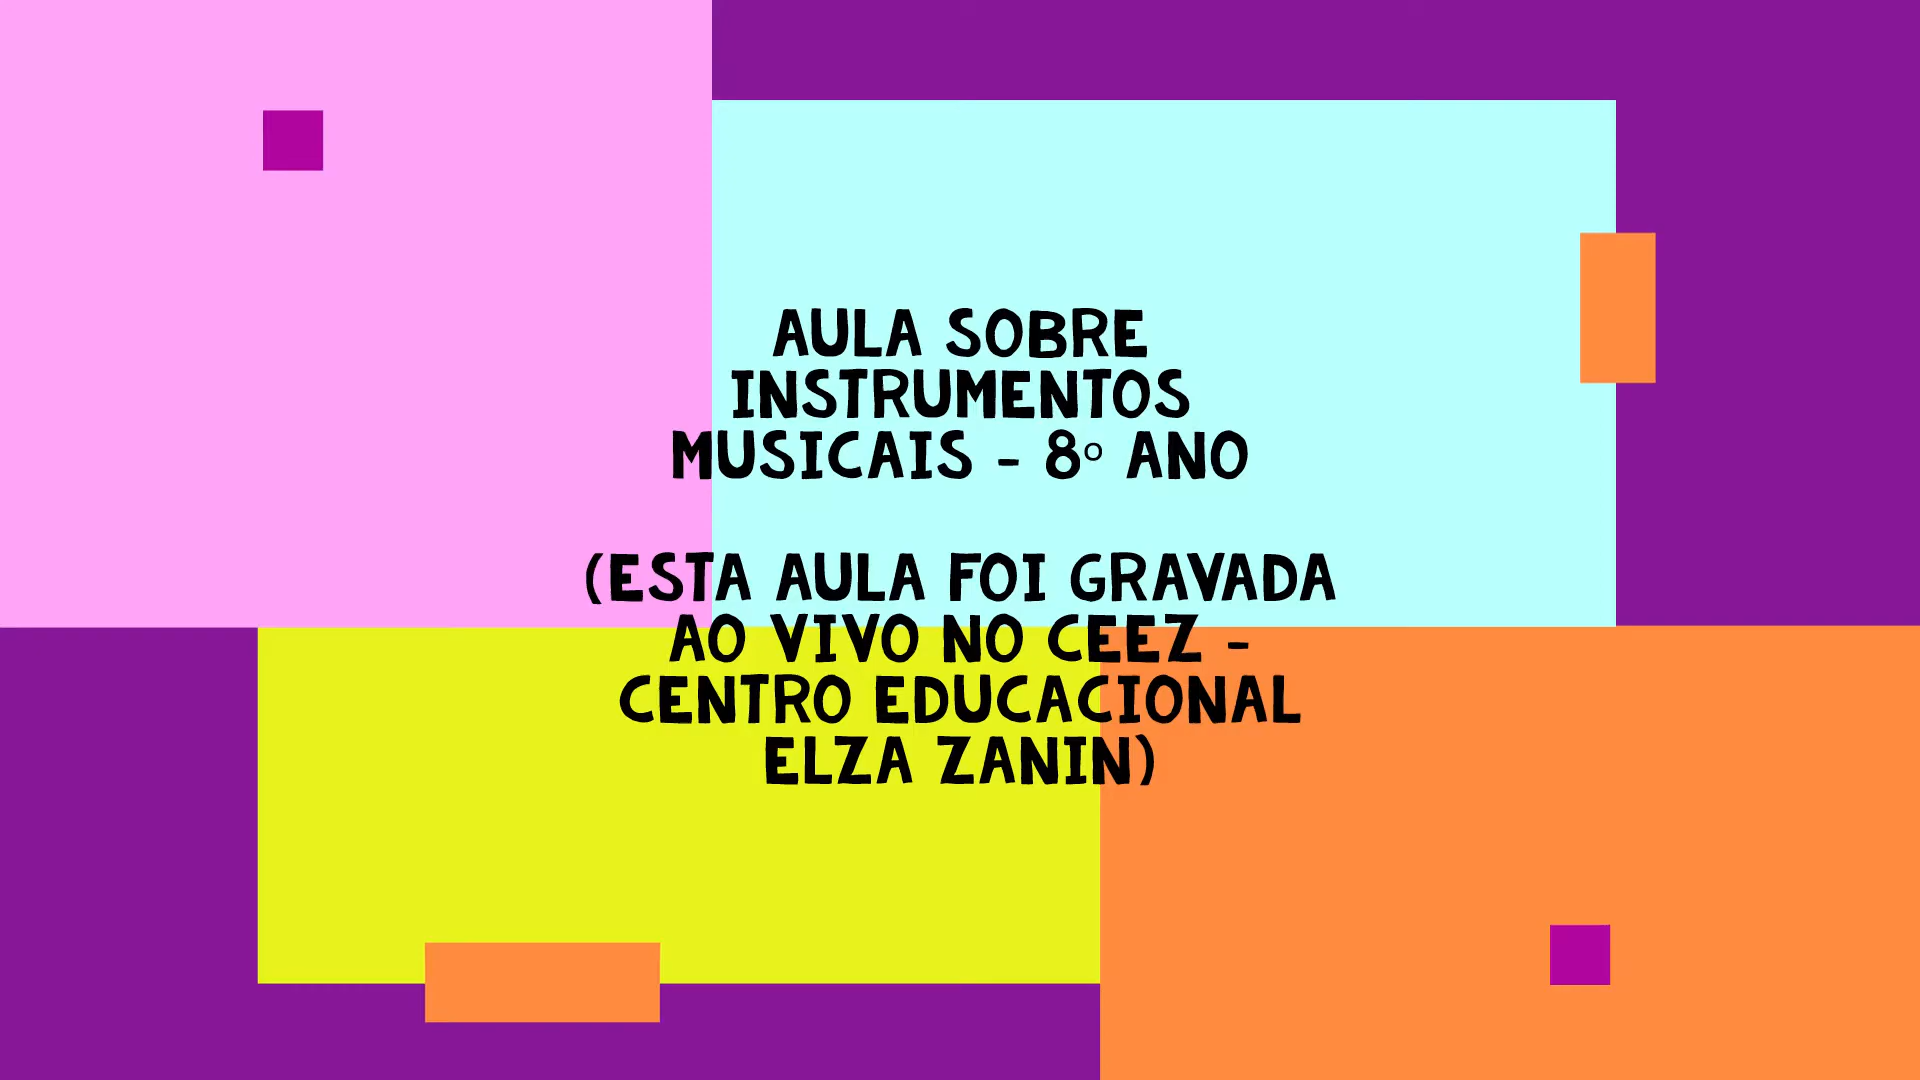 AULA SOBRE
INSTRUMENTOS
MUSICAIS - 8º ANO
(ESTA AULA FOI GRAVADA
AO VIVO NO CEEZ -
CENTRO EDUCACIONAL
ELZA ZANIN)